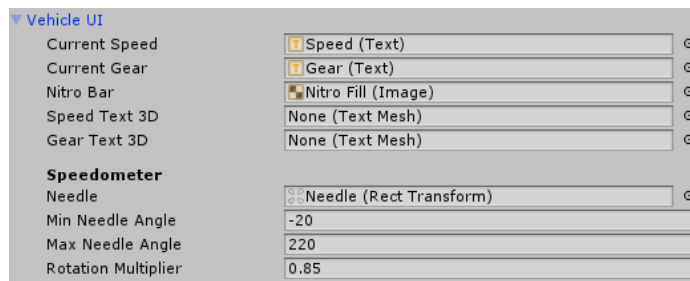 Vehicle UI
Current Speed Speed (Text)
Current Gear Gear (Text)
Nitro Bar Nitro Fill (Image)
Speed Text 3D None (Text Mesh)
Gear Text 3D None (Text Mesh)
Speedometer
Needle Needle (Rect Transform)
Min Needle Angle -20
Max Needle Angle 220
Rotation Multiplier 0.85